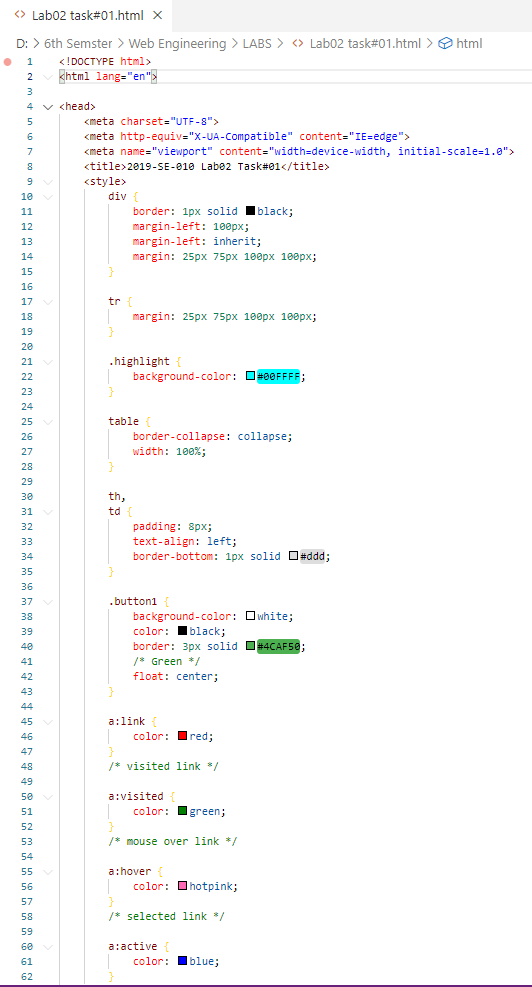 Lab02 task#01.html
D: > 6th Semster > Web Engineering > LABS > Lab02 task#01.html > html
1 <!DOCTYPE html>
2 <html lang="en">
3
4 <head>
5 <meta charset="UTF-8">
6 <meta http-equiv="X-UA-Compatible" content="IE=edge">
7 <meta name="viewport" content="width=device-width, initial-scale=1.0">
8 <title>2019-SE-010 Lab02 Task#01</title>
9 <style>
10 div {
11 border: 1px solid black;
12 margin-left: 100px;
13 margin-left: inherit;
14 margin: 25px 75px 100px 100px;
15 }
16
17 tr {
18 margin: 25px 75px 100px 100px;
19 }
20
21 .highlight {
22 background-color: #00FFFF;
23 }
24
25 table {
26 border-collapse: collapse;
27 width: 100%;
28 }
29
30 th,
31 td {
32 padding: 8px;
33 text-align: left;
34 border-bottom: 1px solid #ddd;
35 }
36
37 .button1 {
38 background-color: white;
39 color: black;
40 border: 3px solid #4CAF50;
41 /* Green */
42 float: center;
43 }
44
45 a:link {
46 color: red;
47 }
48 /* visited link */
49
50 a:visited {
51 color: green;
52 }
53 /* mouse over link */
54
55 a:hover {
56 color: hotpink;
57 }
58 /* selected link */
59
60 a:active {
61 color: blue;
62 }